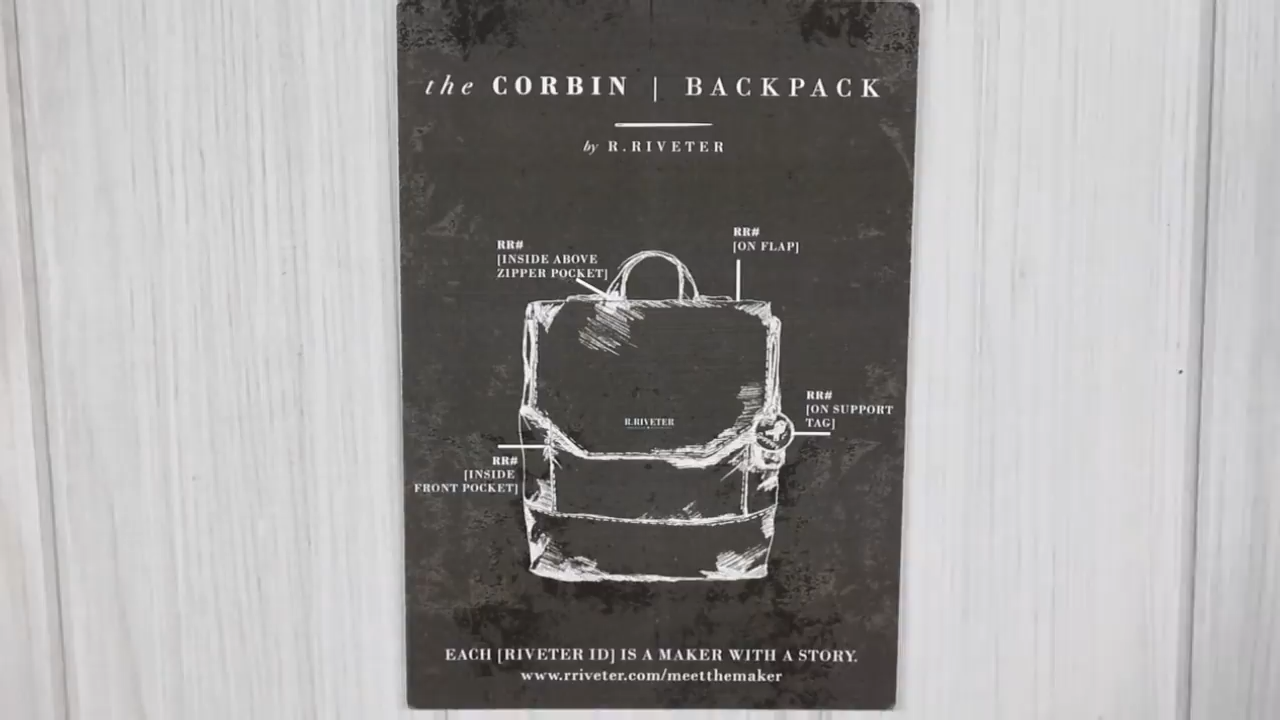 the CORBIN | BACKPACK
by R.RIVETER
RR#
[INSIDE ABOVE
ZIPPER POCKET]
RR#
[ON FLAP]
R.RIVETER
RR#
[ON SUPPORT
TAG]
RR#
[INSIDE
FRONT POCKET]
EACH [RIVETER ID] IS A MAKER WITH A STORY.
www.rriveter.com/meetthemaker